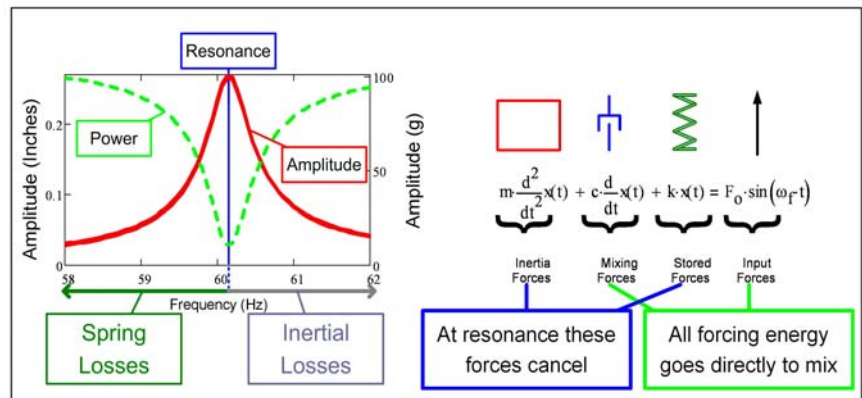 Resonance
Power
Amplitude
Amplitude (Inches)
0.2
0.1
0
100
50
0
Amplitude (g)
58
59
60
61
62
Frequency (Hz)
Spring
Losses
Inertial
Losses
m·d²/dt² x(t) + c·d/dt x(t) + k·x(t) = Fo·sin(ωf·t)
Inertia
Forces
Mixing
Forces
Stored
Forces
Input
Forces
At resonance these
forces cancel
All forcing energy
goes directly to mix